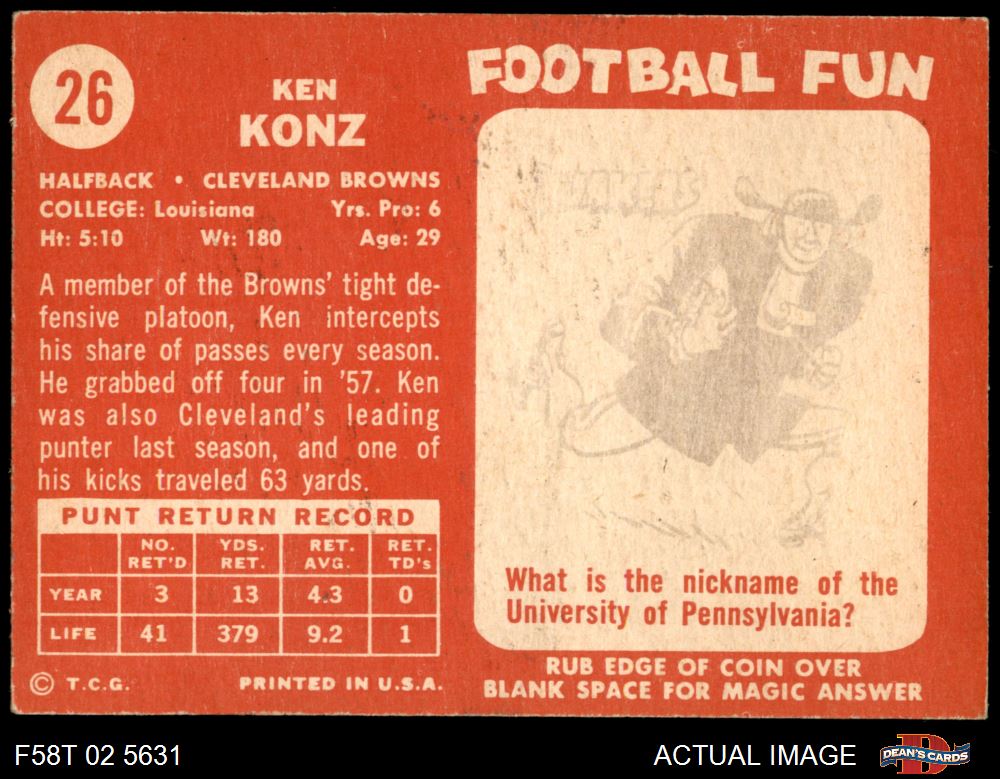 26
KEN
KONZ
HALFBACK • CLEVELAND BROWNS
COLLEGE: Louisiana Yrs. Pro: 6
Ht: 5:10 Wt: 180 Age: 29
A member of the Browns' tight de-
fensive platoon, Ken intercepts
his share of passes every season.
He grabbed off four in '57. Ken
was also Cleveland's leading
punter last season, and one of
his kicks traveled 63 yards.
PUNT RETURN RECORD
NO. RET'D YDS. RET. RET. AVG. RET. TD's
YEAR 3 13 4.3 0
LIFE 41 379 9.2 1
© T.C.G. PRINTED IN U.S.A.
FOOTBALL FUN
What is the nickname of the
University of Pennsylvania?
RUB EDGE OF COIN OVER
BLANK SPACE FOR MAGIC ANSWER
F58T 02 5631 ACTUAL IMAGE DEAN'S CARDS